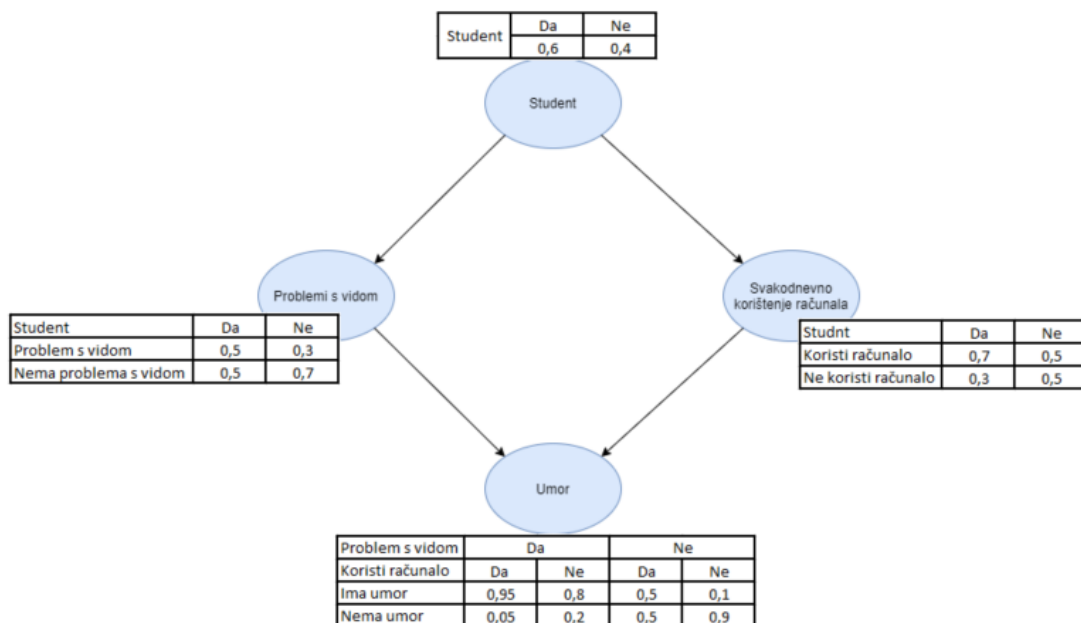 Student Da Ne
0,6 0,4
Student
Problemi s vidom
Svakodnevno
korištenje računala
Student Da Ne
Problem s vidom 0,5 0,3
Nema problema s vidom 0,5 0,7
Studnt Da Ne
Koristi računalo 0,7 0,5
Ne koristi računalo 0,3 0,5
Umor
Problem s vidom Da Ne
Koristi računalo Da Ne Da Ne
Ima umor 0,95 0,8 0,5 0,1
Nema umor 0,05 0,2 0,5 0,9